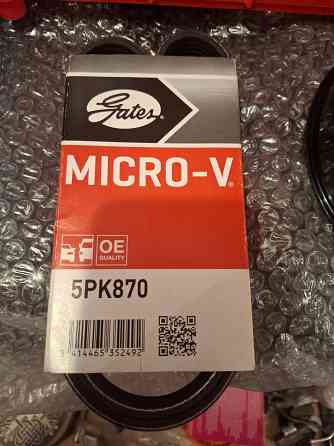 Gates
MICRO-V®
OE
QUALITY
5PK870
5 414465 352492